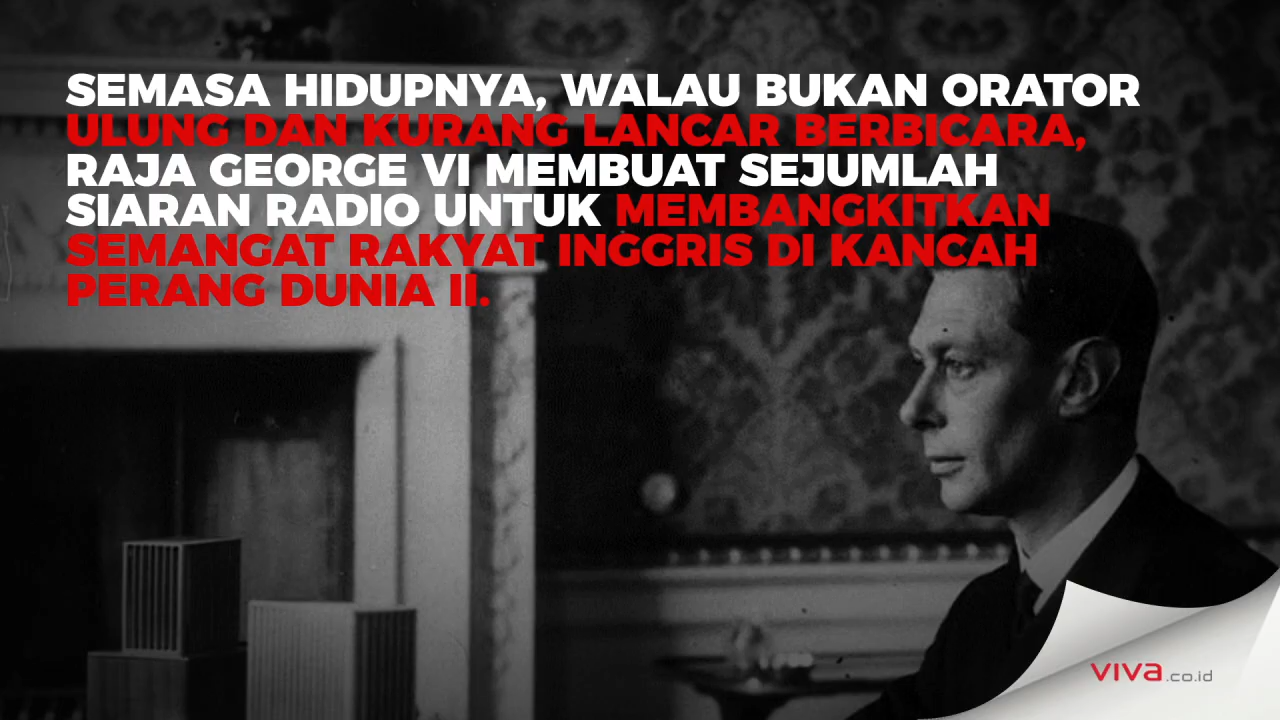 SEMASA HIDUPNYA, WALAU BUKAN ORATOR
ULUNG DAN KURANG LANCAR BERBICARA,
RAJA GEORGE VI MEMBUAT SEJUMLAH
SIARAN RADIO UNTUK MEMBANGKITKAN
SEMANGAT RAKYAT INGGRIS DI KANCAH
PERANG DUNIA II.
viva.co.id